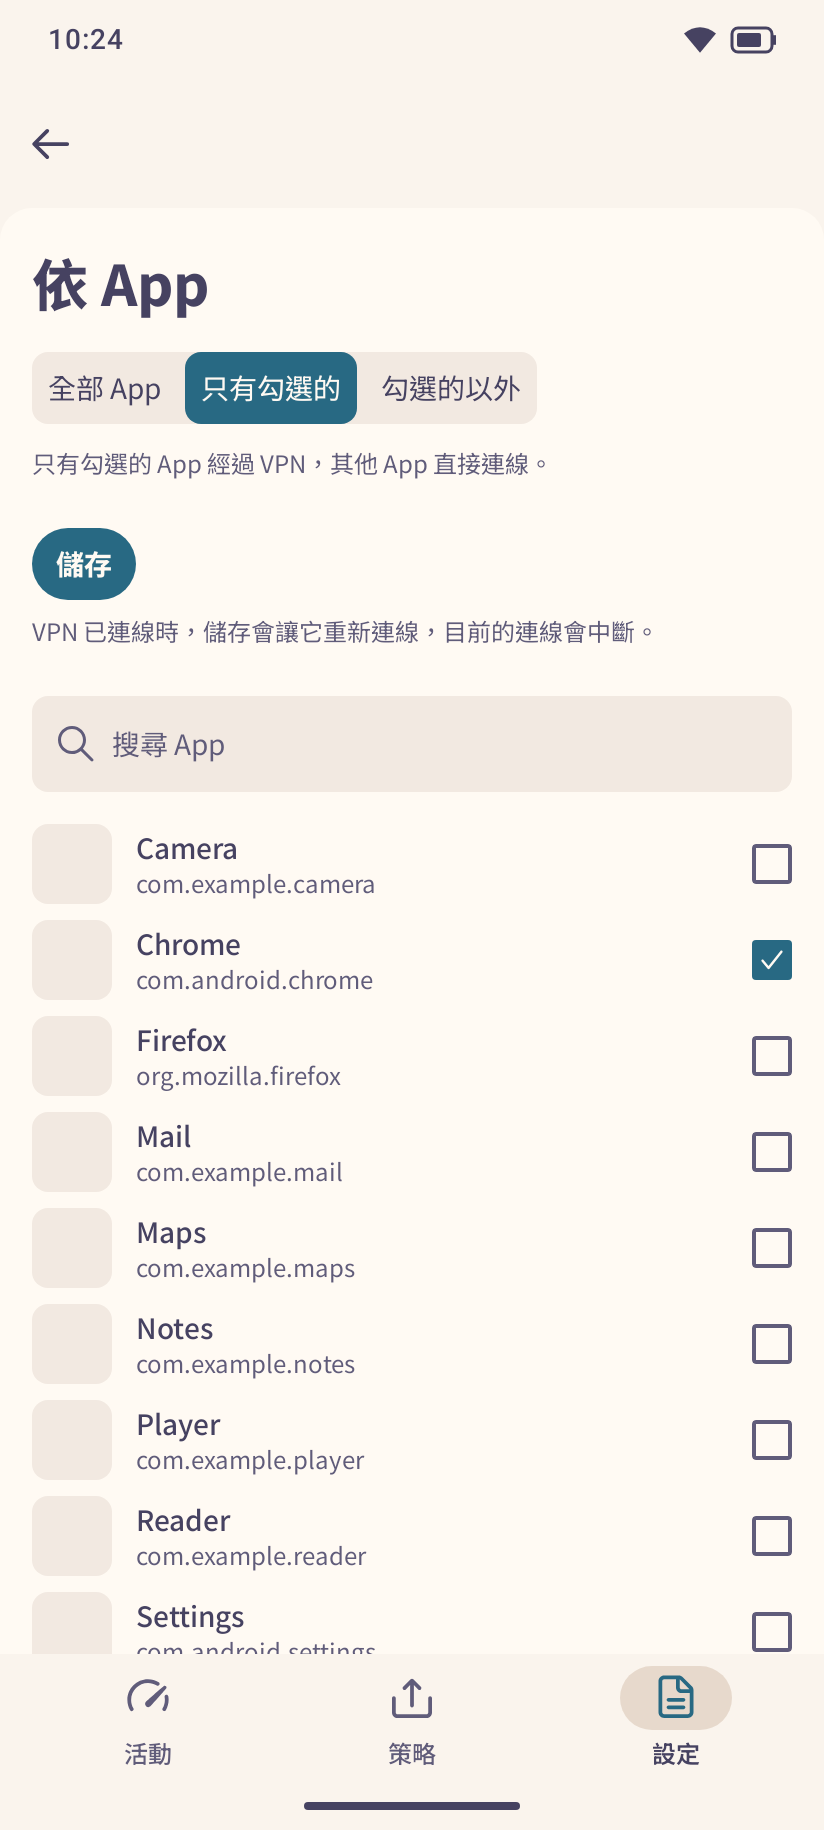 10:24
依 App
全部 App
只有勾選的
勾選的以外
只有勾選的 App 經過 VPN，其他 App 直接連線。
儲存
VPN 已連線時，儲存會讓它重新連線，目前的連線會中斷。
搜尋 App
Camera
com.example.camera
Chrome
com.android.chrome
Firefox
org.mozilla.firefox
Mail
com.example.mail
Maps
com.example.maps
Notes
com.example.notes
Player
com.example.player
Reader
com.example.reader
Settings
com.android.settings
活動
策略
設定